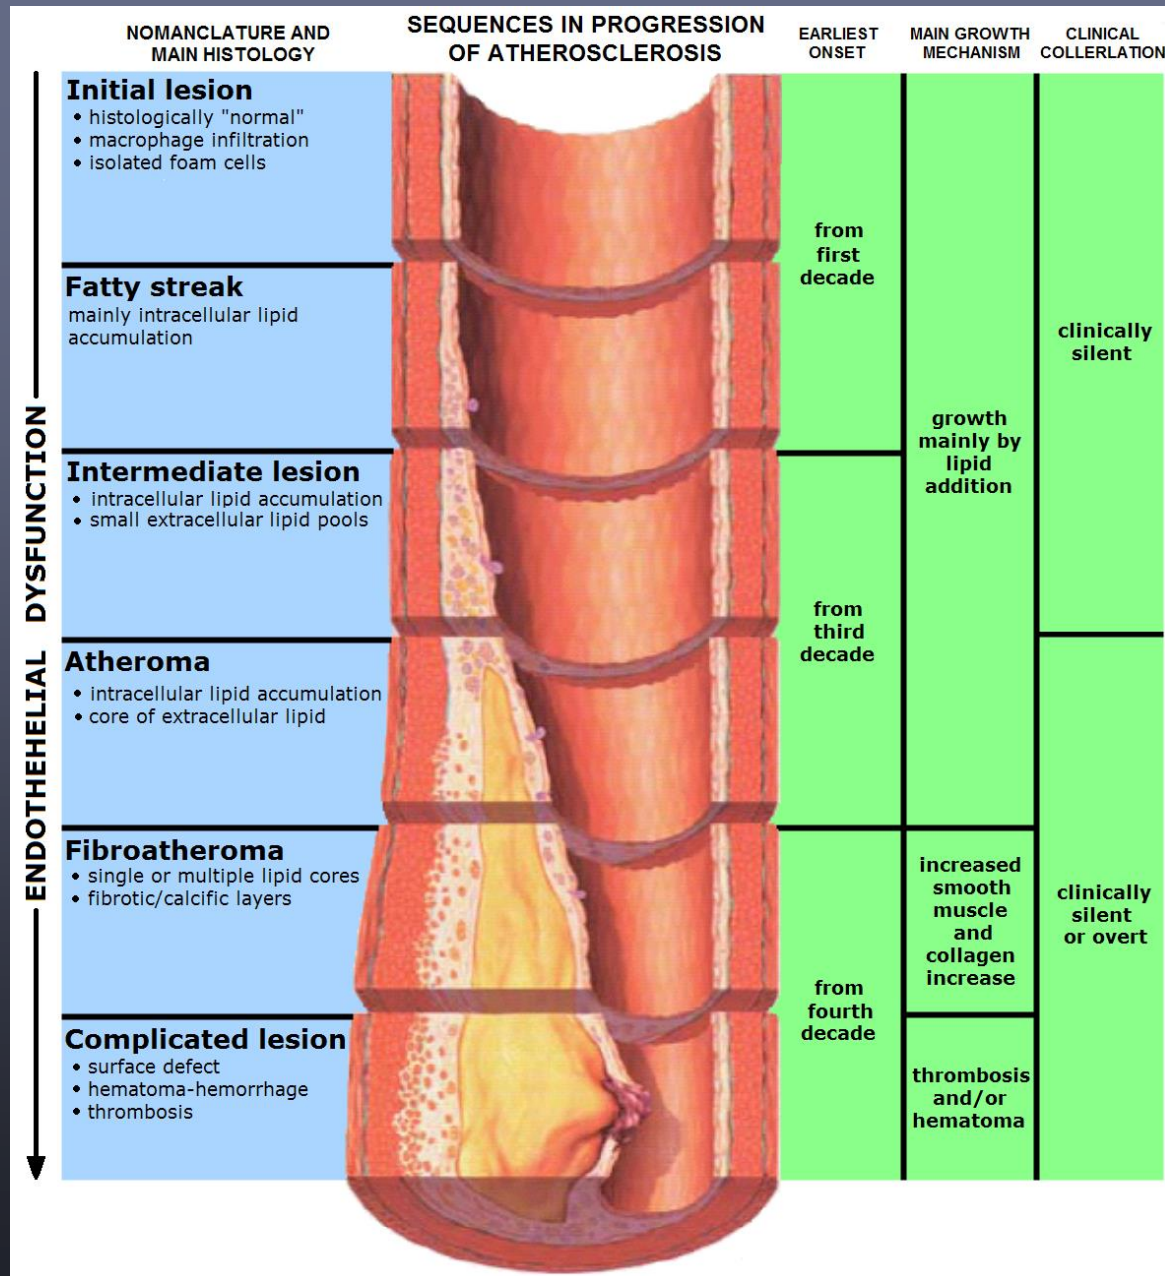 NOMANCLATURE AND
MAIN HISTOLOGY
SEQUENCES IN PROGRESSION
OF ATHEROSCLEROSIS
EARLIEST
ONSET
MAIN GROWTH
MECHANISM
CLINICAL
COLLERLATION
ENDOTHEHELIAL DYSFUNCTION
Initial lesion
• histologically "normal"
• macrophage infiltration
• isolated foam cells
Fatty streak
mainly intracellular lipid
accumulation
Intermediate lesion
• intracellular lipid accumulation
• small extracellular lipid pools
Atheroma
• intracellular lipid accumulation
• core of extracellular lipid
Fibroatheroma
• single or multiple lipid cores
• fibrotic/calcific layers
Complicated lesion
• surface defect
• hematoma-hemorrhage
• thrombosis
from
first
decade
from
third
decade
from
fourth
decade
growth
mainly by
lipid
addition
increased
smooth
muscle
and
collagen
increase
thrombosis
and/or
hematoma
clinically
silent
clinically
silent
or overt